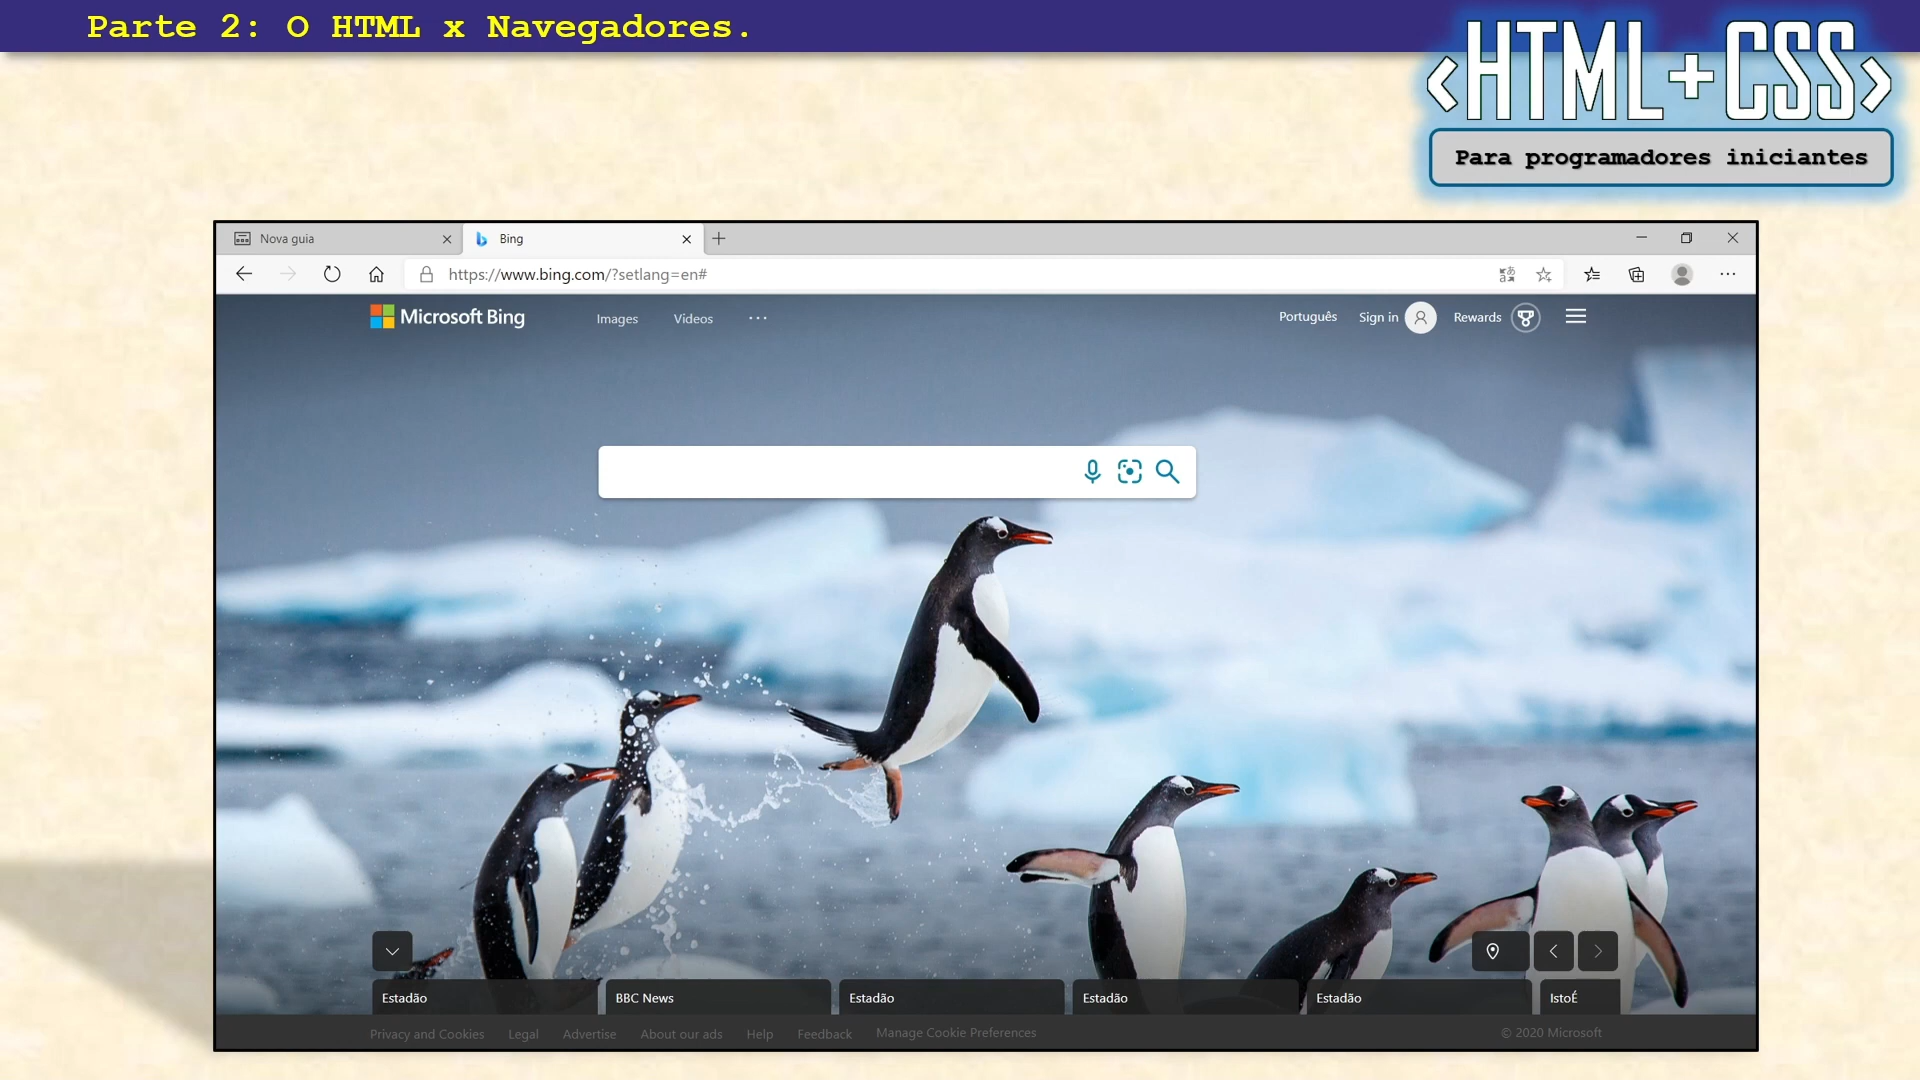 Parte 2: O HTML x Navegadores.
<HTML+CSS>
Para programadores iniciantes
Nova guia
Bing
https://www.bing.com/?setlang=en#
Microsoft Bing
Images
Videos
Português
Sign in
Rewards
Estadão
BBC News
Estadão
Estadão
Estadão
IstoÉ
Privacy and Cookies
Legal
Advertise
About our ads
Help
Feedback
Manage Cookie Preferences
© 2020 Microsoft